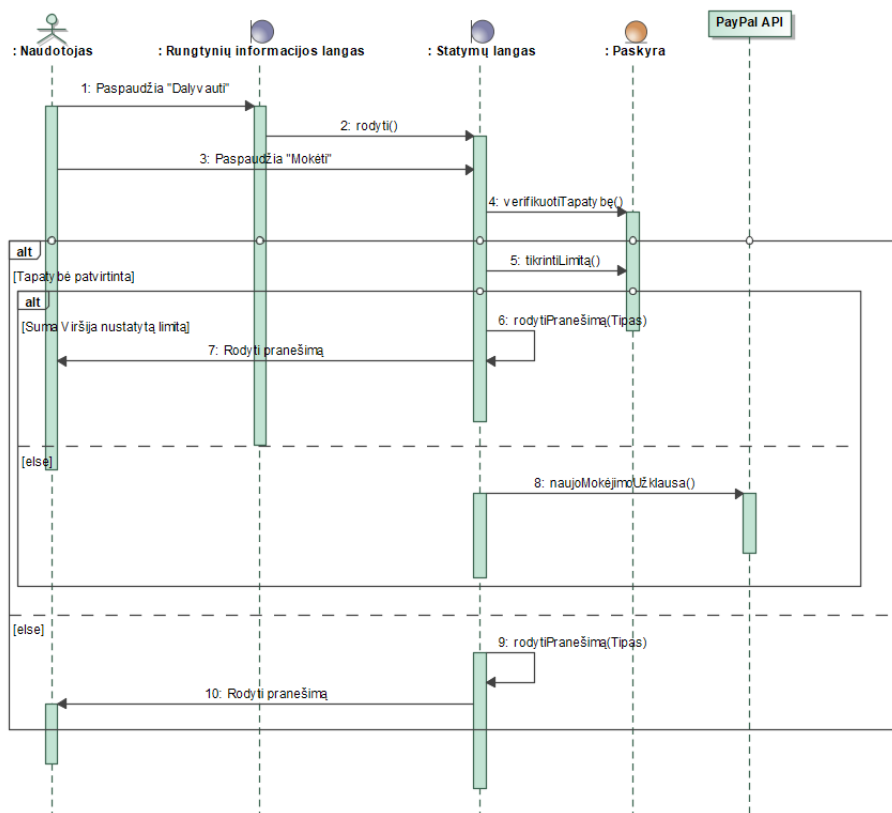 PayPal API
: Naudotojas
: Rungtynių informacijos langas
: Statymų langas
: Paskyra
1: Paspaudžia "Dalyvauti"
2: rodyti()
3: Paspaudžia "Mokėti"
4: verifikuotiTapatybę()
alt
5: tikrintiLimitą()
[Tapatybė patvirtinta]
alt
6: rodytiPranešimą(Tipas)
[Suma Viršija nustatytą limitą]
7: Rodyti pranešimą
[else]
8: naujoMokėjimoUžklausa()
[else]
9: rodytiPranešimą(Tipas)
10: Rodyti pranešimą